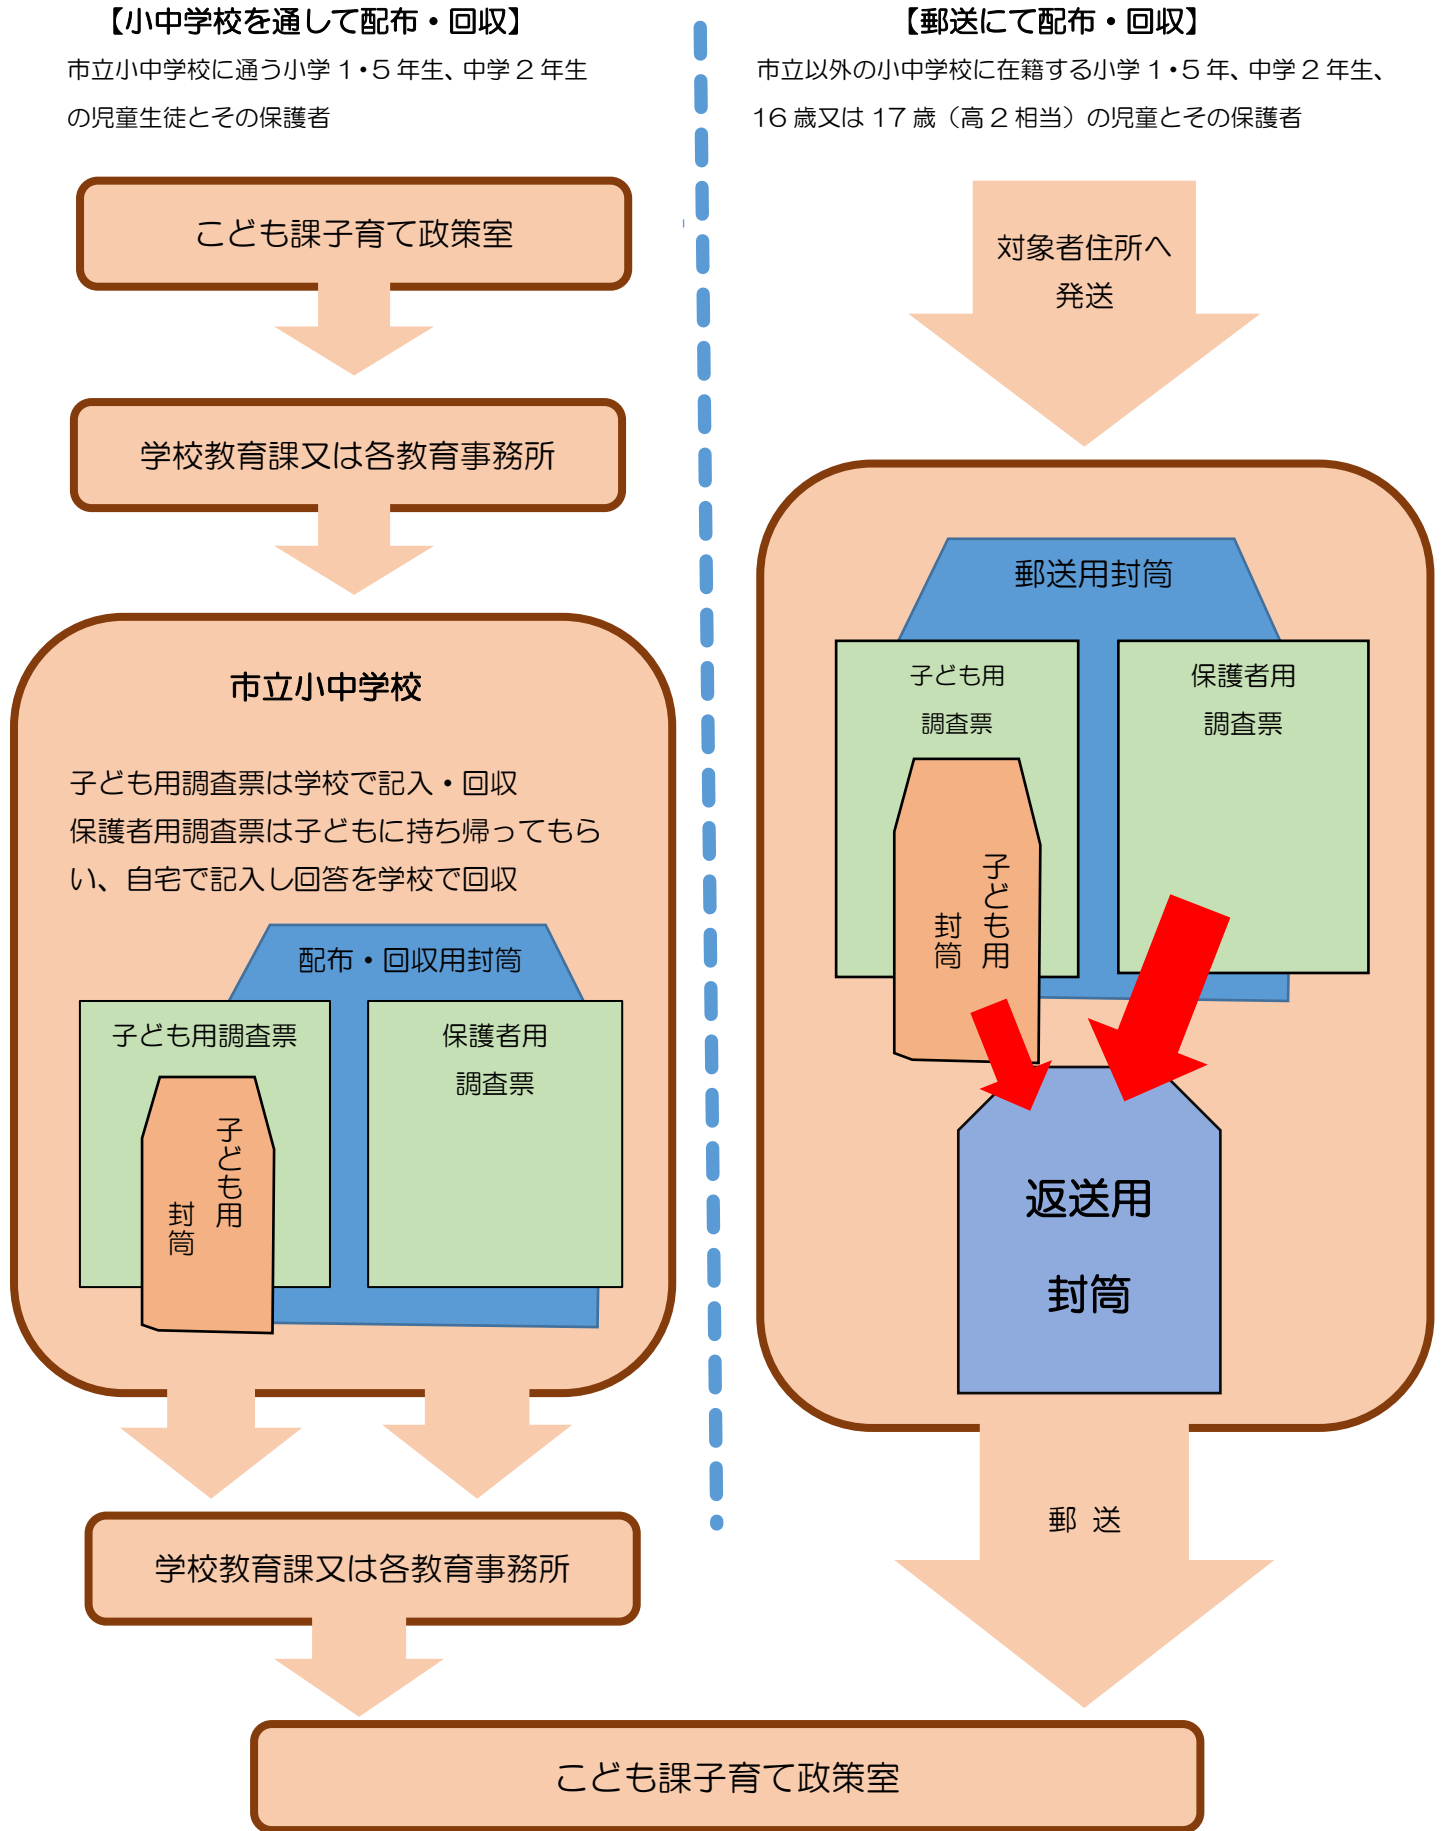 【小中学校を通して配布・回収】
市立小中学校に通う小学1・5年生、中学2年生
の児童生徒とその保護者
こども課子育て政策室
学校教育課又は各教育事務所
市立小中学校
子ども用調査票は学校で記入・回収
保護者用調査票は子どもに持ち帰ってもら
い、自宅で記入し回答を学校で回収
配布・回収用封筒
子ども用調査票
子ども用
封筒
保護者用
調査票
学校教育課又は各教育事務所
【郵送にて配布・回収】
市立以外の小中学校に在籍する小学1・5年、中学2年生、
16歳又は17歳（高2相当）の児童とその保護者
対象者住所へ
発送
郵送用封筒
子ども用
調査票
子ども用
封筒
保護者用
調査票
返送用
封筒
郵 送
こども課子育て政策室